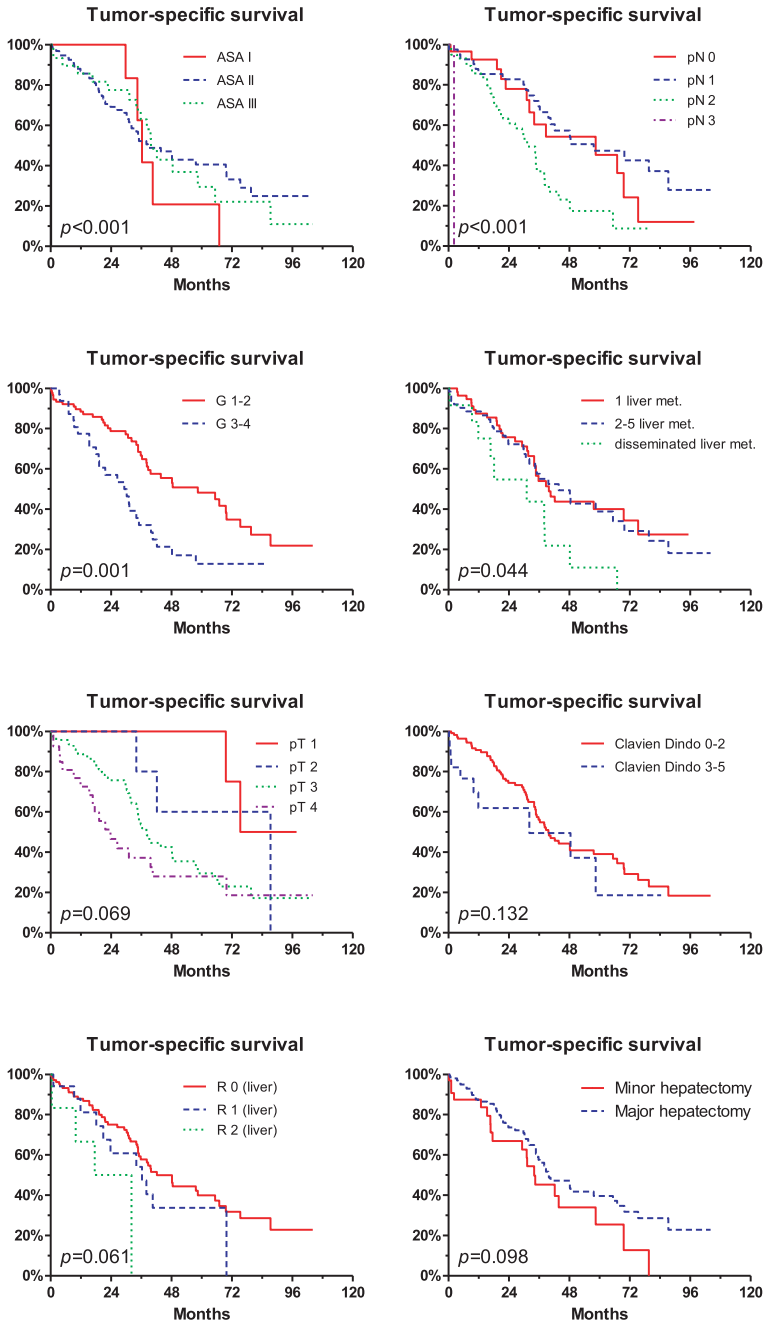 Tumor-specific survival
100%
80%
60%
40%
20%
0%
ASA I
ASA II
ASA III
p<0.001
0 24 48 72 96 120
Months
Tumor-specific survival
100%
80%
60%
40%
20%
0%
pN 0
pN 1
pN 2
pN 3
p<0.001
0 24 48 72 96 120
Months
Tumor-specific survival
100%
80%
60%
40%
20%
0%
G 1-2
G 3-4
p=0.001
0 24 48 72 96 120
Months
Tumor-specific survival
100%
80%
60%
40%
20%
0%
1 liver met.
2-5 liver met.
disseminated liver met.
p=0.044
0 24 48 72 96 120
Months
Tumor-specific survival
100%
80%
60%
40%
20%
0%
pT 1
pT 2
pT 3
pT 4
p=0.069
0 24 48 72 96 120
Months
Tumor-specific survival
100%
80%
60%
40%
20%
0%
Clavien Dindo 0-2
Clavien Dindo 3-5
p=0.132
0 24 48 72 96 120
Months
Tumor-specific survival
100%
80%
60%
40%
20%
0%
R 0 (liver)
R 1 (liver)
R 2 (liver)
p=0.061
0 24 48 72 96 120
Months
Tumor-specific survival
100%
80%
60%
40%
20%
0%
Minor hepatectomy
Major hepatectomy
p=0.098
0 24 48 72 96 120
Months